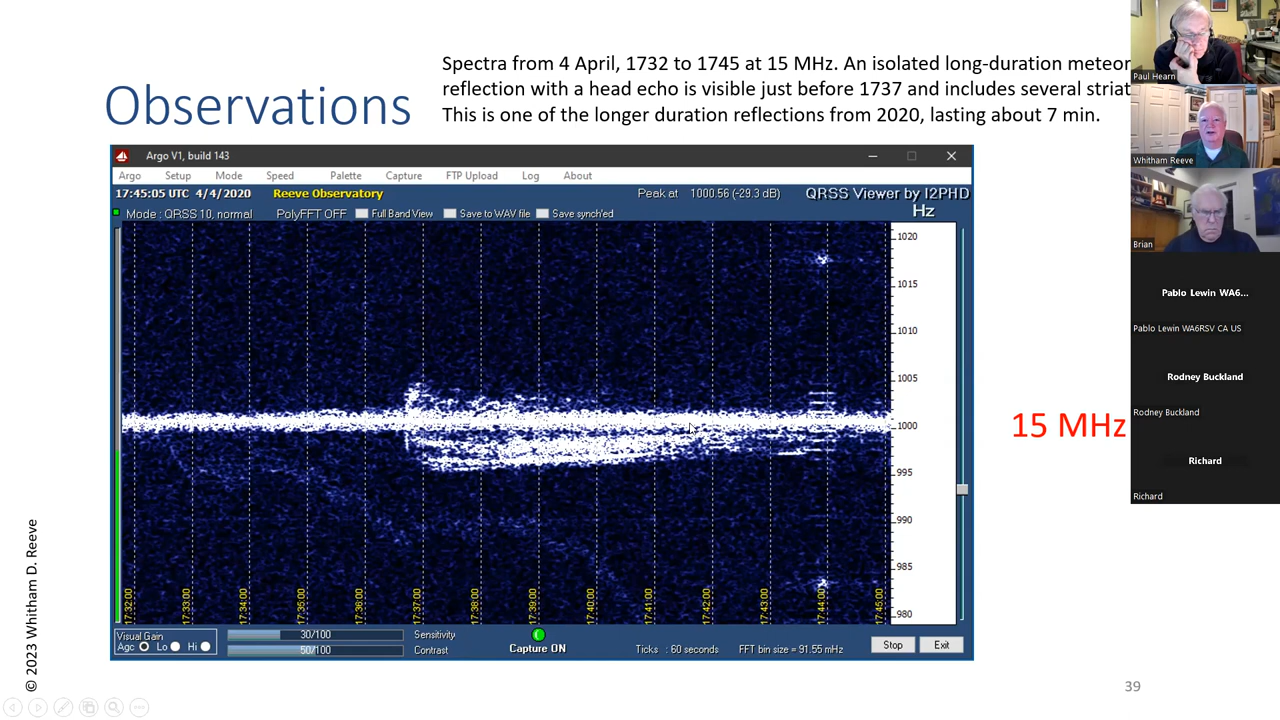 Spectra from 4 April, 1732 to 1745 at 15 MHz. An isolated long-duration meteor
reflection with a head echo is visible just before 1737 and includes several striat
This is one of the longer duration reflections from 2020, lasting about 7 min.
Observations
Argo V1, build 143
Argo Setup Mode Speed Palette Capture FTP Upload Log About
17:45:05 UTC 4/4/2020 Reeve Observatory Peak at 1000.56 (-29.3 dB) QRSS Viewer by I2PHD
Mode : QRSS 10, normal PolyFFT OFF Full Band View Save to WAV file Save synch'ed Hz
1020
1015
1010
1005
1000
995
990
985
980
17:32:00 17:33:00 17:34:00 17:35:00 17:36:00 17:37:00 17:38:00 17:39:00 17:40:00 17:41:00 17:42:00 17:43:00 17:44:00 17:45:00
Visual Gain
Agc Lo Hi
30/100 Sensitivity
50/100 Contrast
Capture ON
Ticks : 60 seconds FFT bin size = 91.55 mHz
Stop Exit
15 MHz
© 2023 Whitham D. Reeve
39
Paul Hearn
Whitham Reeve
Brian
Pablo Lewin WA6...
Pablo Lewin WA6RSV CA US
Rodney Buckland
Rodney Buckland
Richard
Richard